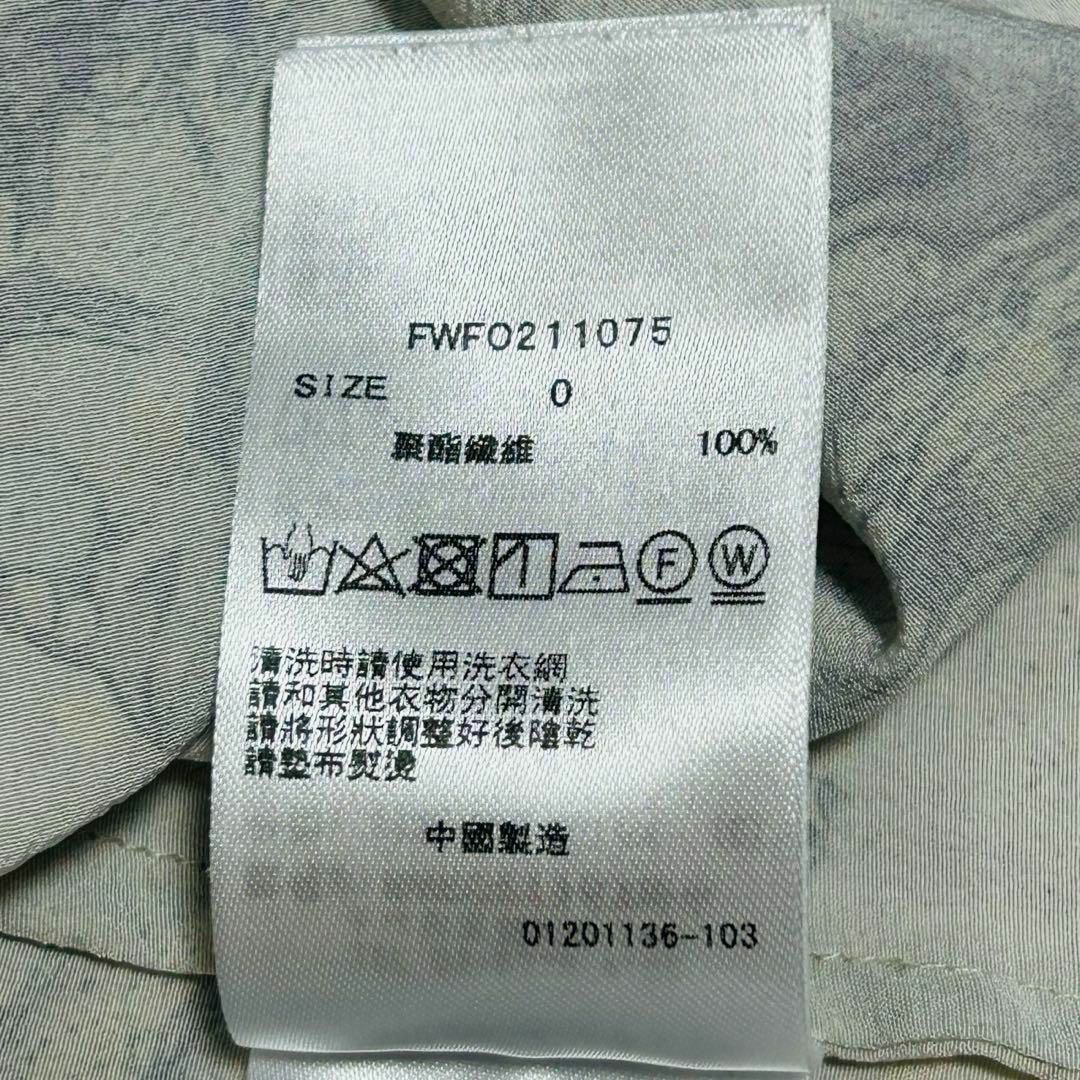 FWFO211075
SIZE 0
聚酯纖維 100%
F W
清洗時請使用洗衣網
請和其他衣物分開清洗
請將形狀調整好後陰乾
請墊布熨燙
中國製造
01201136-103